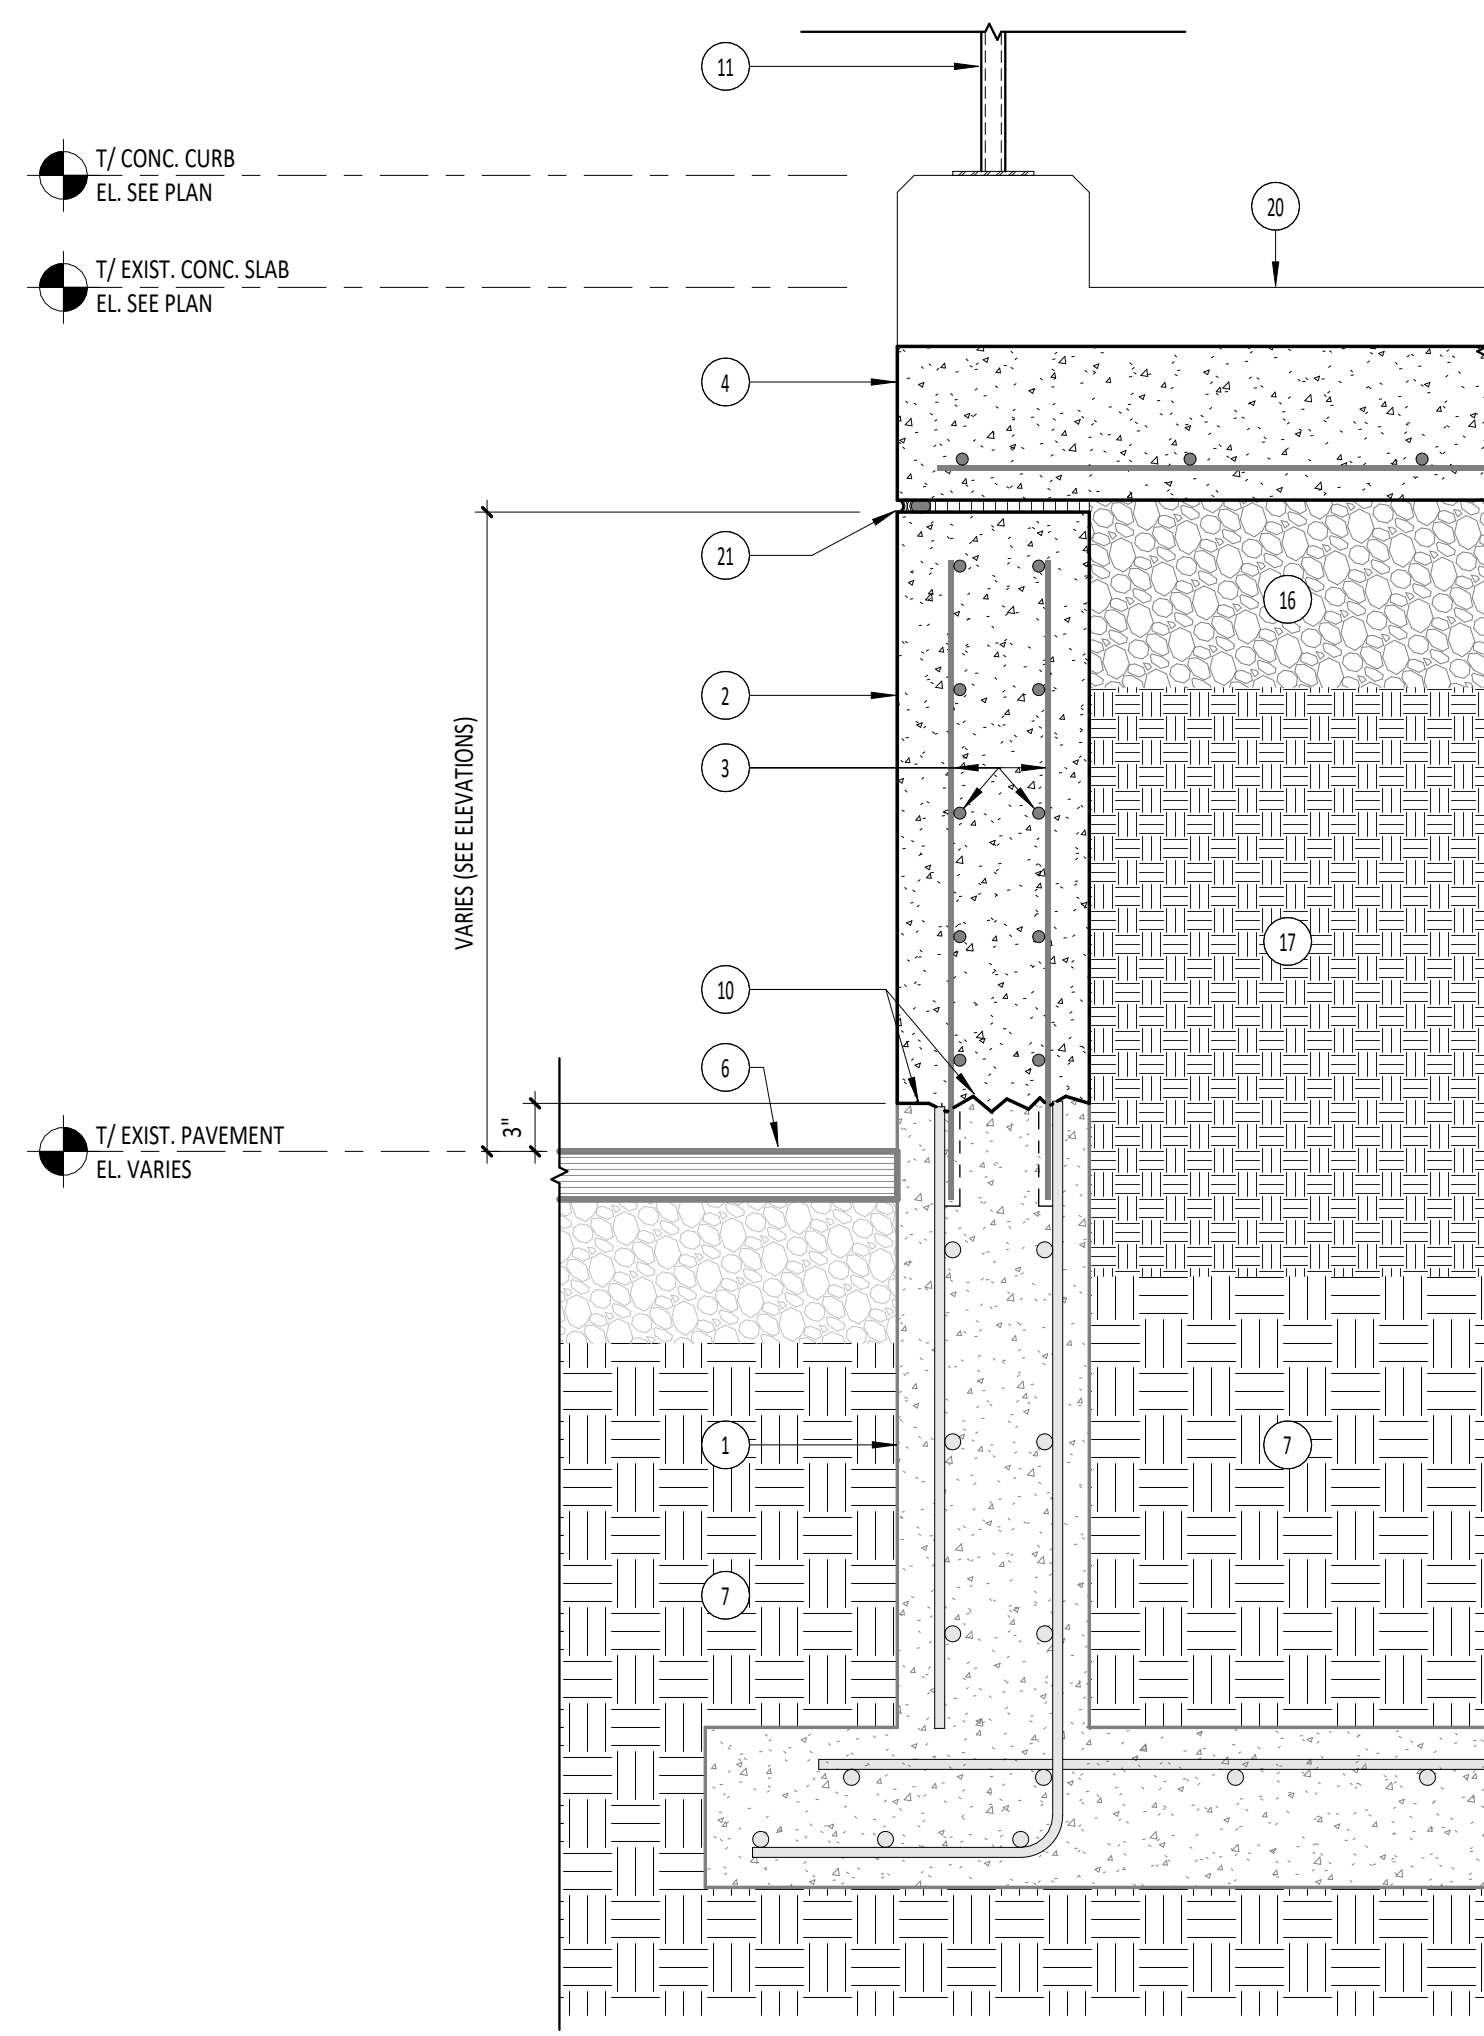 11
T/ CONC. CURB
EL. SEE PLAN
20
T/ EXIST. CONC. SLAB
EL. SEE PLAN
4
21
16
2
3
VARIES (SEE ELEVATIONS)
17
10
6
3"
T/ EXIST. PAVEMENT
EL. VARIES
1
7
7